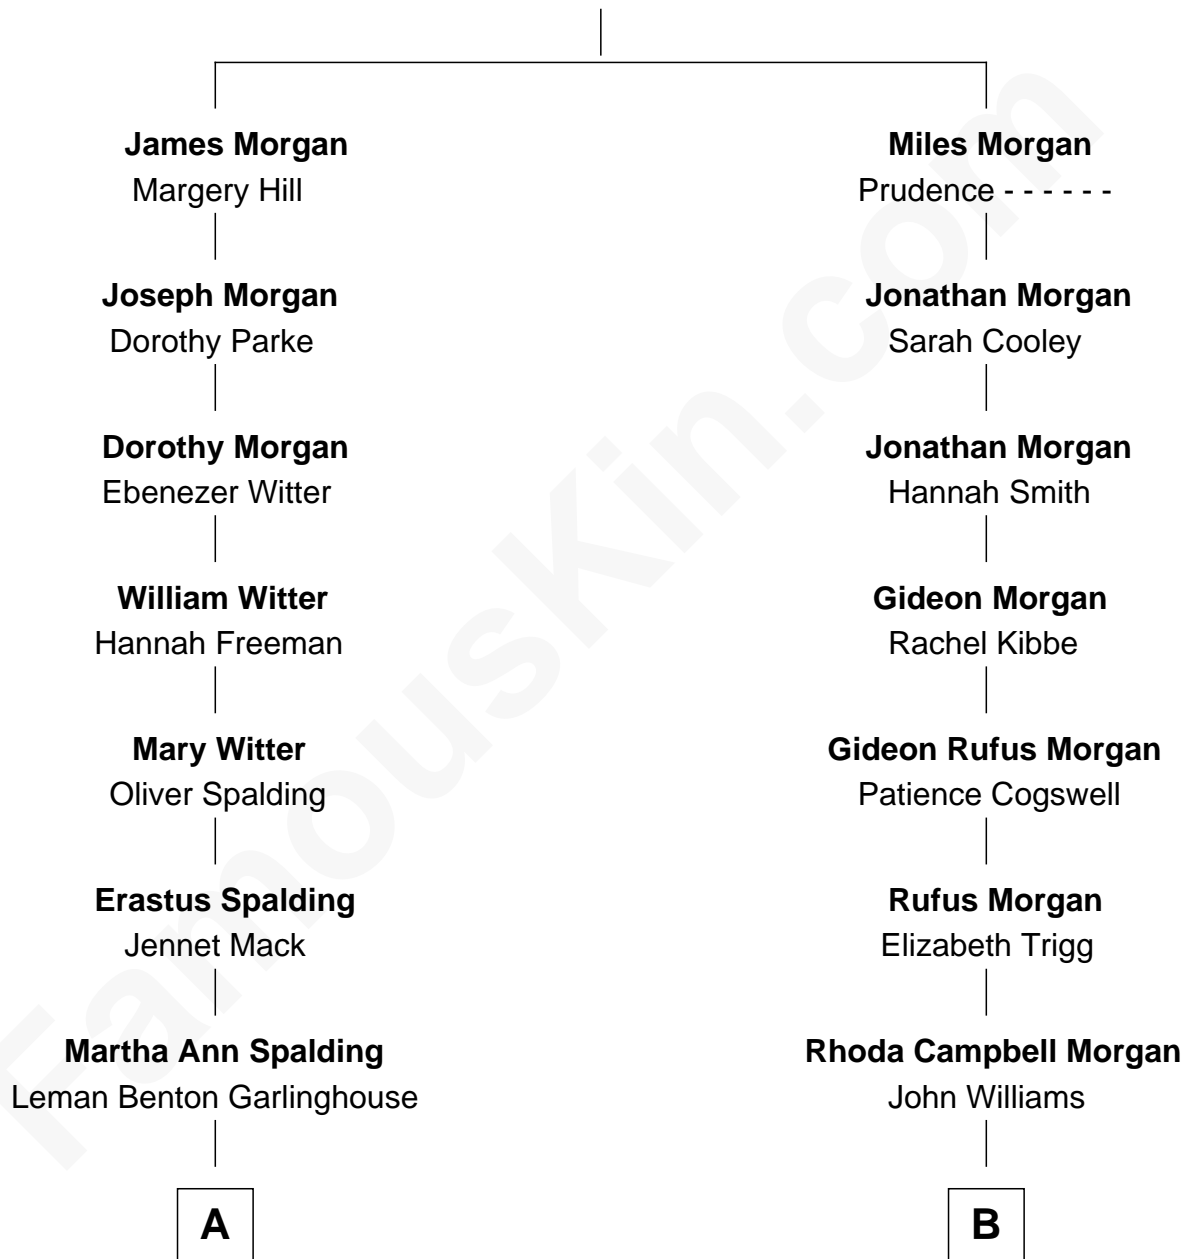 James Morgan
Margery Hill
Joseph Morgan
Dorothy Parke
Dorothy Morgan
Ebenezer Witter
William Witter
Hannah Freeman
Mary Witter
Oliver Spalding
Erastus Spalding
Jennet Mack
Martha Ann Spalding
Leman Benton Garlinghouse
A
Miles Morgan
Prudence - - - - - -
Jonathan Morgan
Sarah Cooley
Jonathan Morgan
Hannah Smith
Gideon Morgan
Rachel Kibbe
Gideon Rufus Morgan
Patience Cogswell
Rufus Morgan
Elizabeth Trigg
Rhoda Campbell Morgan
John Williams
B
FamousKin.com